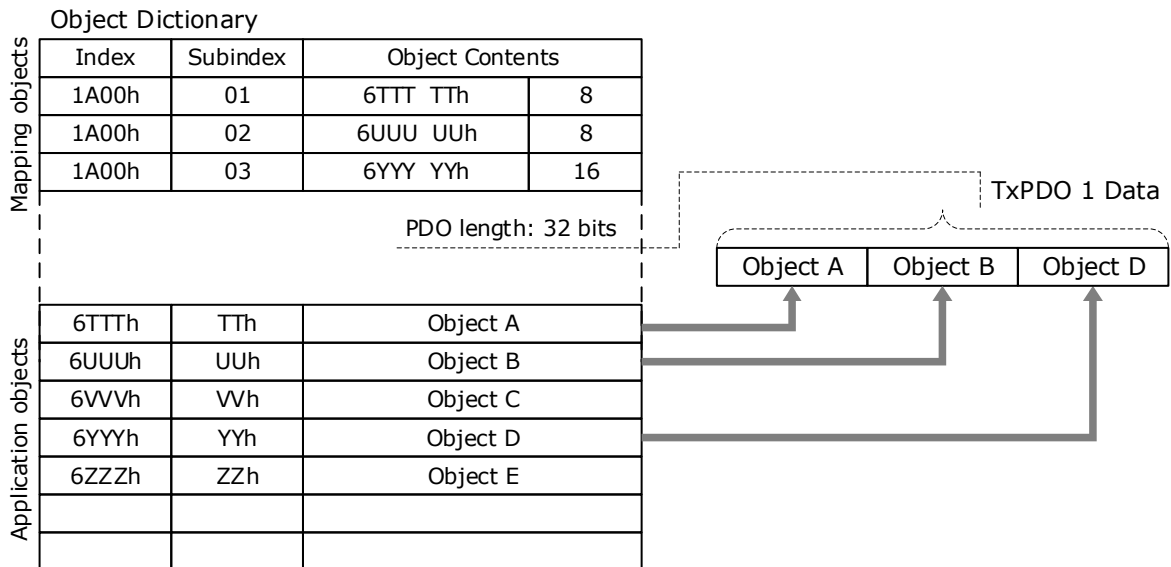 Object Dictionary
Mapping objects
Index Subindex Object Contents
1A00h 01 6TTT TTh 8
1A00h 02 6UUU UUh 8
1A00h 03 6YYY YYh 16
TxPDO 1 Data
PDO length: 32 bits
Object A Object B Object D
Application objects
6TTTh TTh Object A
6UUUh UUh Object B
6VVVh VVh Object C
6YYYh YYh Object D
6ZZZh ZZh Object E